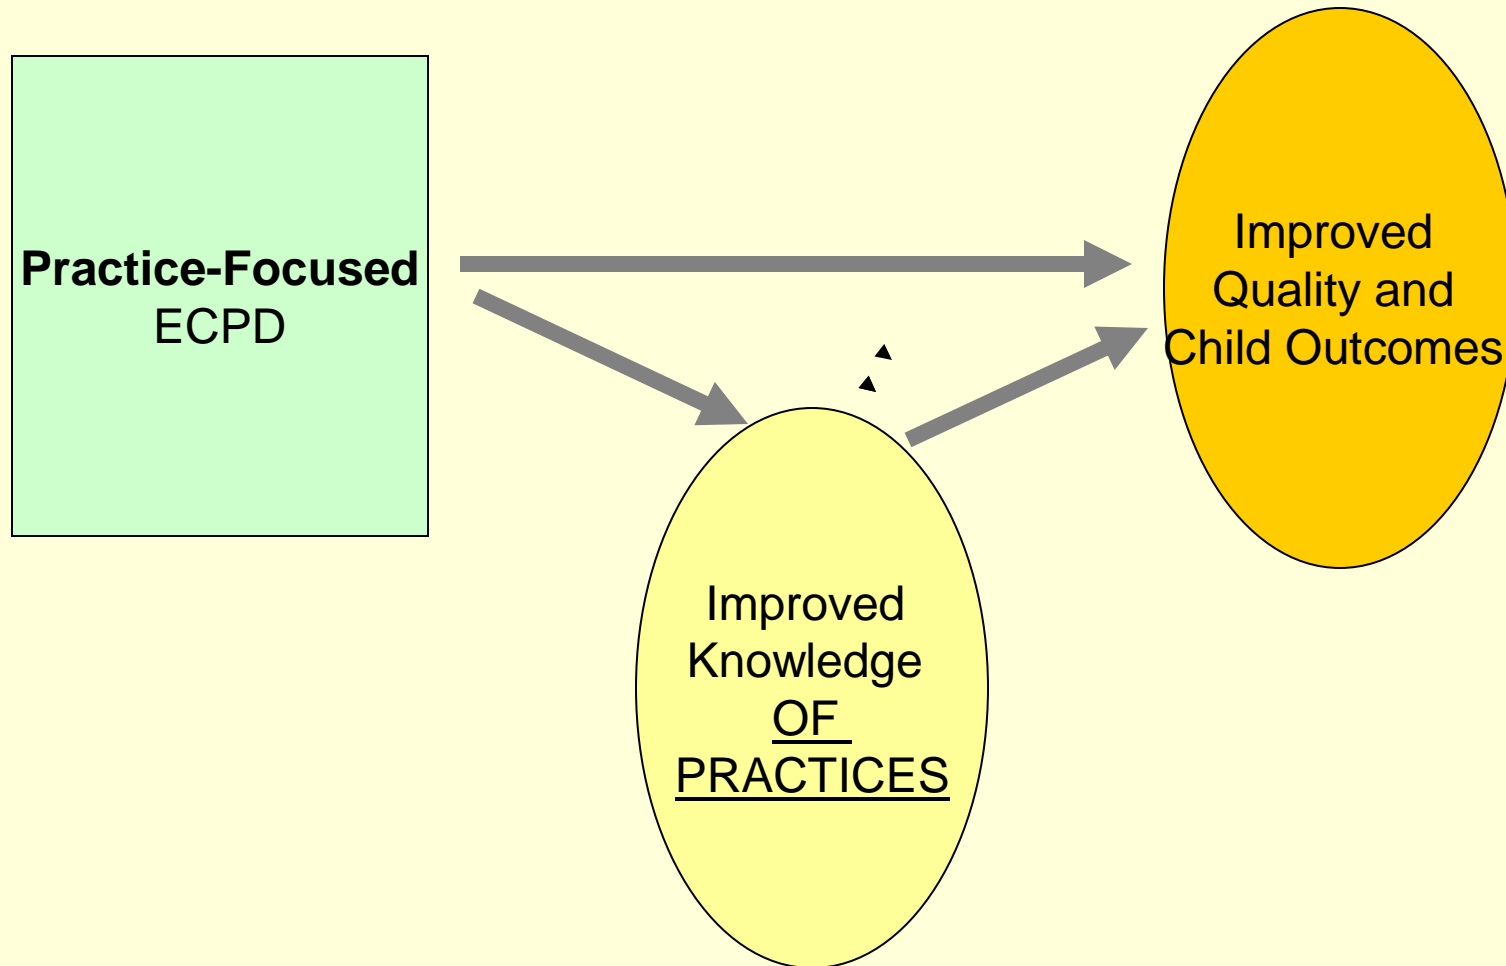 Practice-Focused
ECPD
Improved
Quality and
Child Outcomes
Improved
Knowledge
OF
PRACTICES